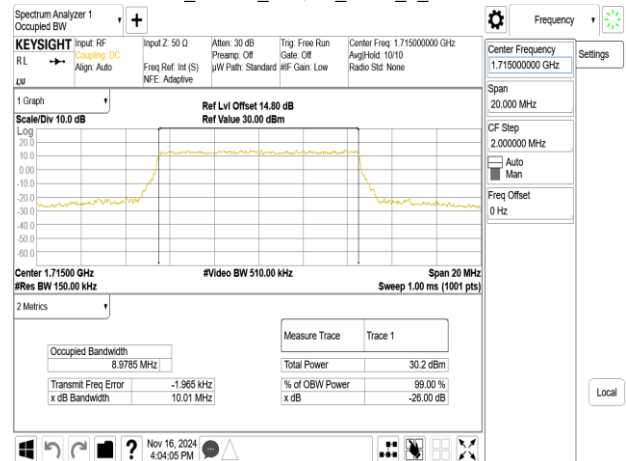 Spectrum Analyzer 1
Occupied BW
Frequency
KEYSIGHT
RL
LXI
Input: RF
Coupling: DC
Align: Auto
Input Z: 50 Ω
Freq Ref: Int (S)
NFE: Adaptive
Atten: 30 dB
Preamp: Off
µW Path: Standard
Trig: Free Run
Gate: Off
#IF Gain: Low
Center Freq: 1.715000000 GHz
Avg|Hold: 10/10
Radio Std: None
Center Frequency
1.715000000 GHz
Settings
Span
20.000 MHz
CF Step
2.000000 MHz
Auto
Man
Freq Offset
0 Hz
Local
1 Graph
Scale/Div 10.0 dB
Ref Lvl Offset 14.80 dB
Ref Value 30.00 dBm
Log
20.0
10.0
0.00
-10.0
-20.0
-30.0
-40.0
-50.0
-60.0
Center 1.71500 GHz
#Video BW 510.00 kHz
Span 20 MHz
#Res BW 150.00 kHz
Sweep 1.00 ms (1001 pts)
2 Metrics
Measure Trace Trace 1
Occupied Bandwidth
8.9785 MHz
Total Power 30.2 dBm
Transmit Freq Error -1.965 kHz
% of OBW Power 99.00 %
x dB Bandwidth 10.01 MHz
x dB -26.00 dB
?
Nov 16, 2024
4:04:05 PM